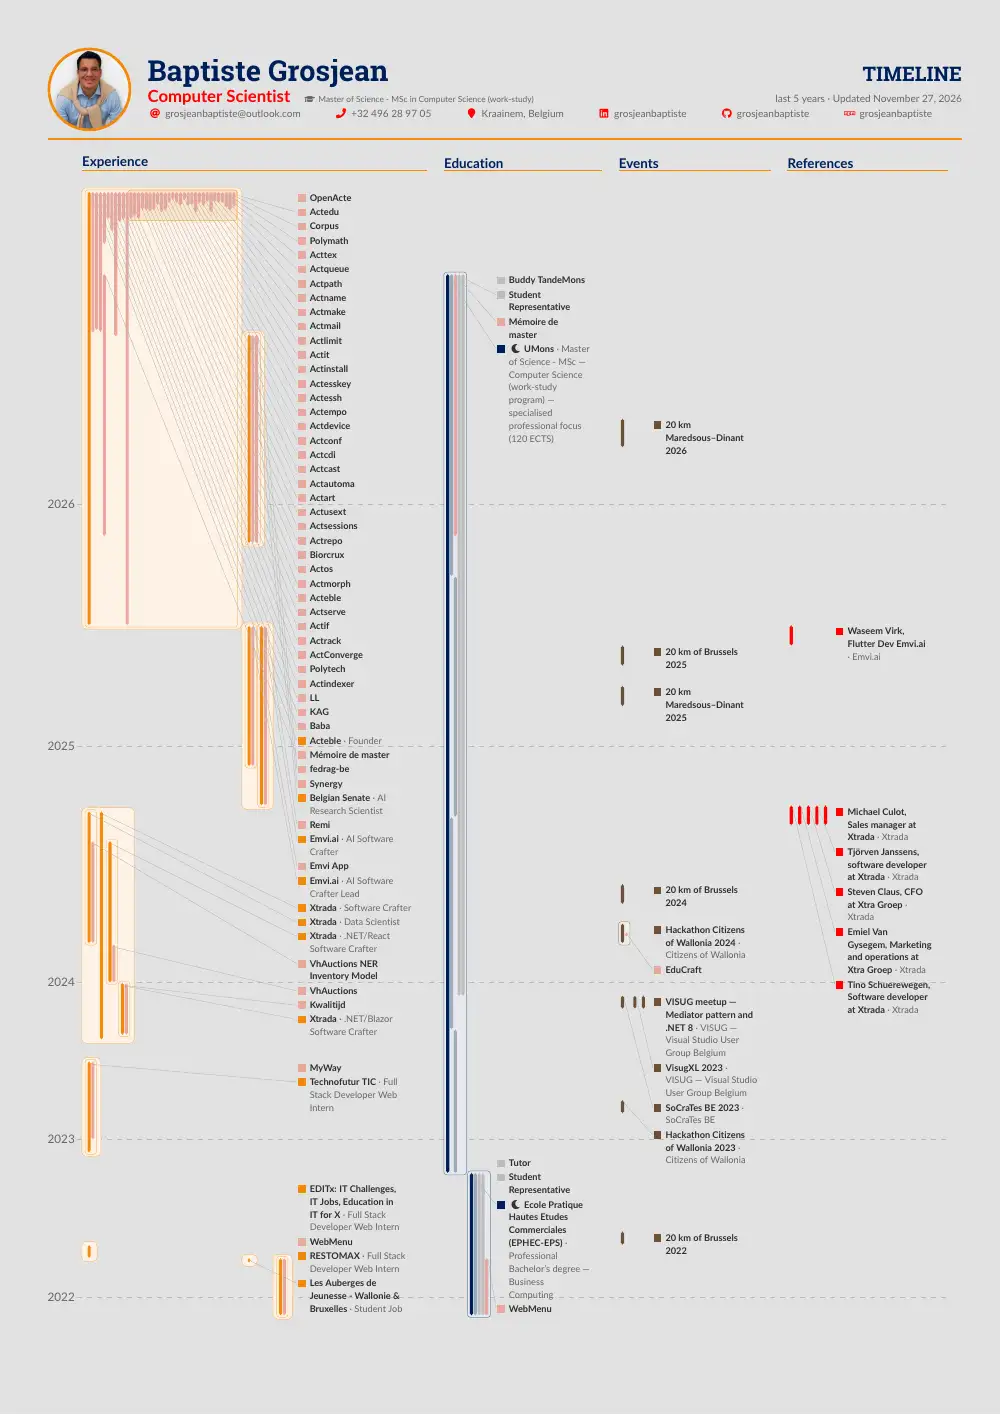 Baptiste Grosjean
TIMELINE
Computer Scientist
Master of Science - MSc in Computer Science (work-study)
last 5 years · Updated November 27, 2026
grosjeanbaptiste@outlook.com
+32 496 28 97 05
Kraainem, Belgium
grosjeanbaptiste
grosjeanbaptiste
grosjeanbaptiste
Experience
Education
Events
References
2026
2025
2024
2023
2022
OpenActe
Actedu
Corpus
Polymath
Acttex
Actqueue
Actpath
Actname
Actmake
Actmail
Actlimit
Actit
Actinstall
Actesskey
Actessh
Actempo
Actdevice
Actconf
Actcdi
Actcast
Actautoma
Actart
Actusext
Actsessions
Actrepo
Biorcrux
Actos
Actmorph
Acteble
Actserve
Actif
Actrack
ActConverge
Polytech
Actindexer
LL
KAG
Baba
Acteble · Founder
Mémoire de master
fedrag-be
Synergy
Belgian Senate · AI
Research Scientist
Remi
Emvi.ai · AI Software
Crafter
Emvi App
Emvi.ai · AI Software
Crafter Lead
Xtrada · Software Crafter
Xtrada · Data Scientist
Xtrada · .NET/React
Software Crafter
VhAuctions NER
Inventory Model
VhAuctions
Kwalitijd
Xtrada · .NET/Blazor
Software Crafter
MyWay
Technofutur TIC · Full
Stack Developer Web
Intern
EDITx: IT Challenges,
IT Jobs, Education in
IT for X · Full Stack
Developer Web Intern
WebMenu
RESTOMAX · Full Stack
Developer Web Intern
Les Auberges de
Jeunesse - Wallonie &
Bruxelles · Student Job
Buddy TandeMons
Student
Representative
Mémoire de
master
UMons · Master
of Science - MSc —
Computer Science
(work-study
program) —
specialised
professional focus
(120 ECTS)
Tutor
Student
Representative
Ecole Pratique
Hautes Etudes
Commerciales
(EPHEC-EPS) ·
Professional
Bachelor's degree —
Business
Computing
WebMenu
20 km
Maredsous–Dinant
2026
20 km of Brussels
2025
20 km
Maredsous–Dinant
2025
20 km of Brussels
2024
Hackathon Citizens
of Wallonia 2024 ·
Citizens of Wallonia
EduCraft
VISUG meetup —
Mediator pattern and
.NET 8 · VISUG —
Visual Studio User
Group Belgium
VisugXL 2023 ·
VISUG — Visual Studio
User Group Belgium
SoCraTes BE 2023 ·
SoCraTes BE
Hackathon Citizens
of Wallonia 2023 ·
Citizens of Wallonia
20 km of Brussels
2022
Waseem Virk,
Flutter Dev Emvi.ai
· Emvi.ai
Michael Culot,
Sales manager at
Xtrada · Xtrada
Tjörven Janssens,
software developer
at Xtrada · Xtrada
Steven Claus, CFO
at Xtra Groep ·
Xtrada
Emiel Van
Gysegem, Marketing
and operations at
Xtra Groep · Xtrada
Tino Schuerewegen,
Software developer
at Xtrada · Xtrada